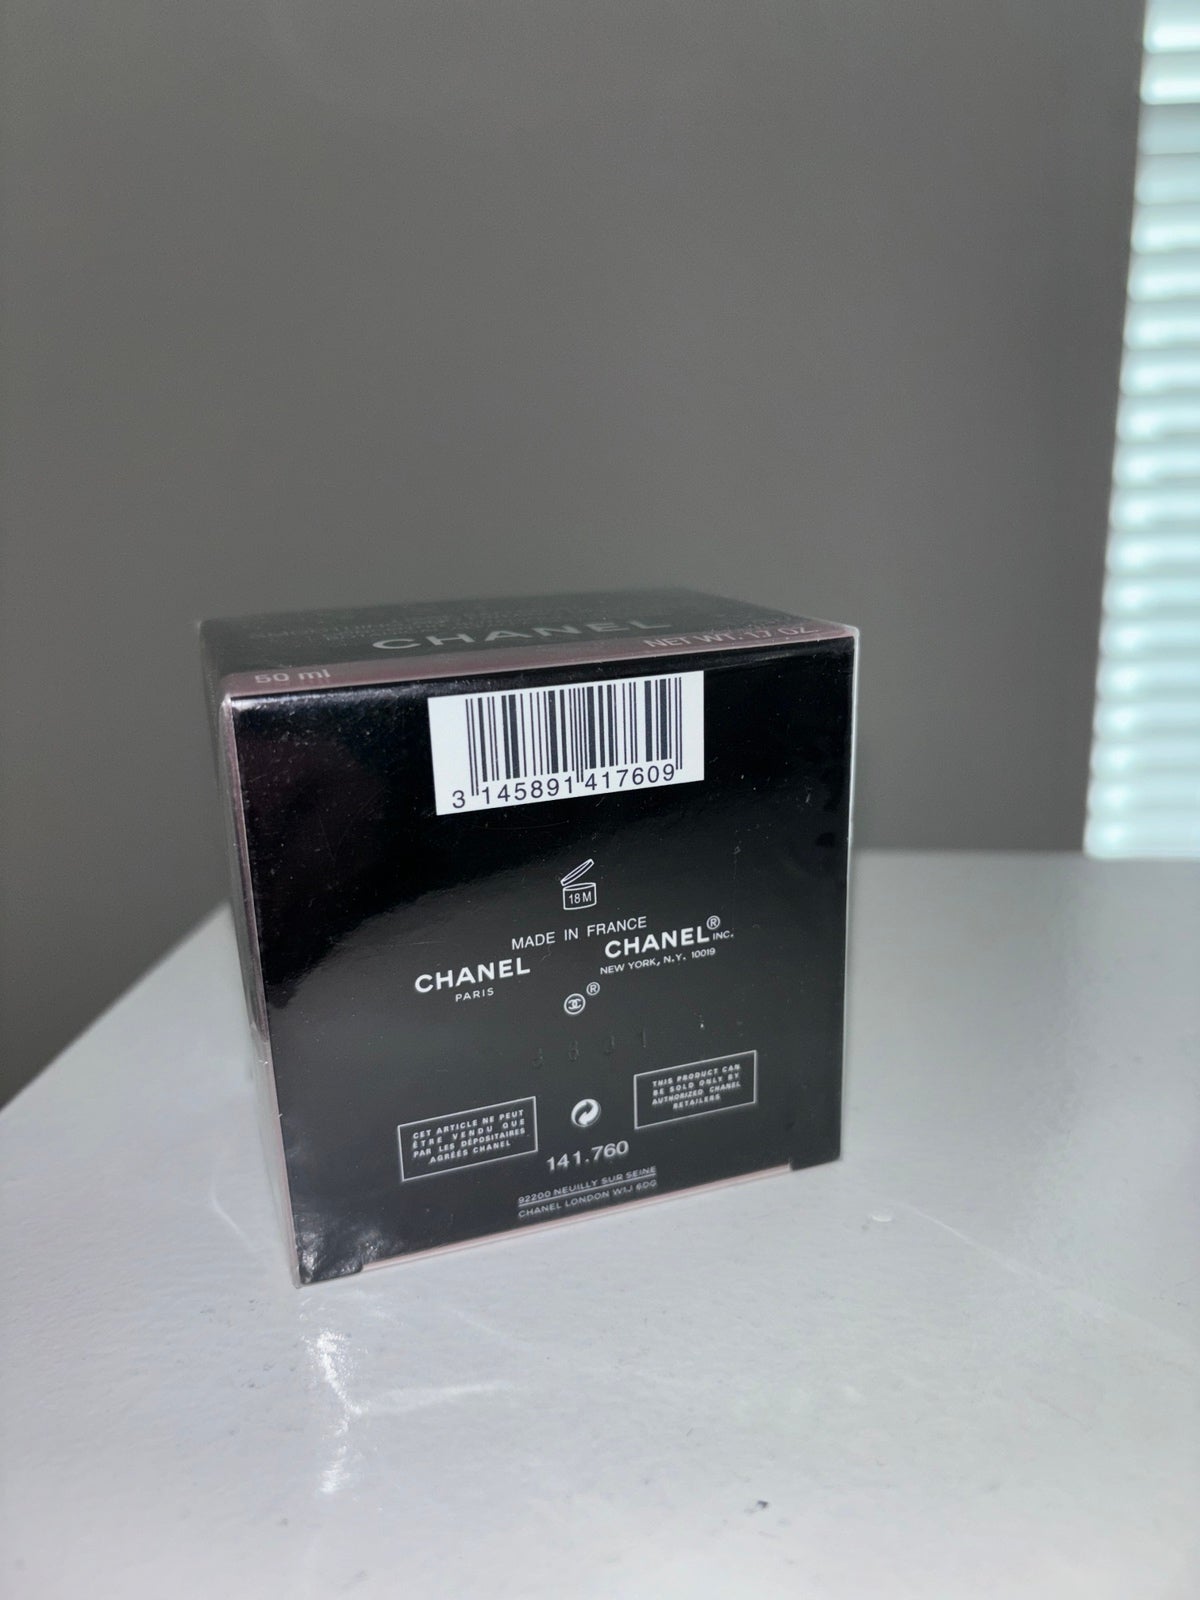 CHANEL
50 ml
NET WT. 1.7 OZ.
3 145891 417609
18 M
MADE IN FRANCE
CHANEL
PARIS
CHANEL® INC.
NEW YORK, N.Y. 10019
®
CET ARTICLE NE PEUT
ÊTRE VENDU QUE
PAR LES DÉPOSITAIRES
AGRÉÉS CHANEL
THIS PRODUCT CAN
BE SOLD ONLY BY
AUTHORIZED CHANEL
RETAILERS
141.760
92200 NEUILLY SUR SEINE
CHANEL LONDON W1J 6DG